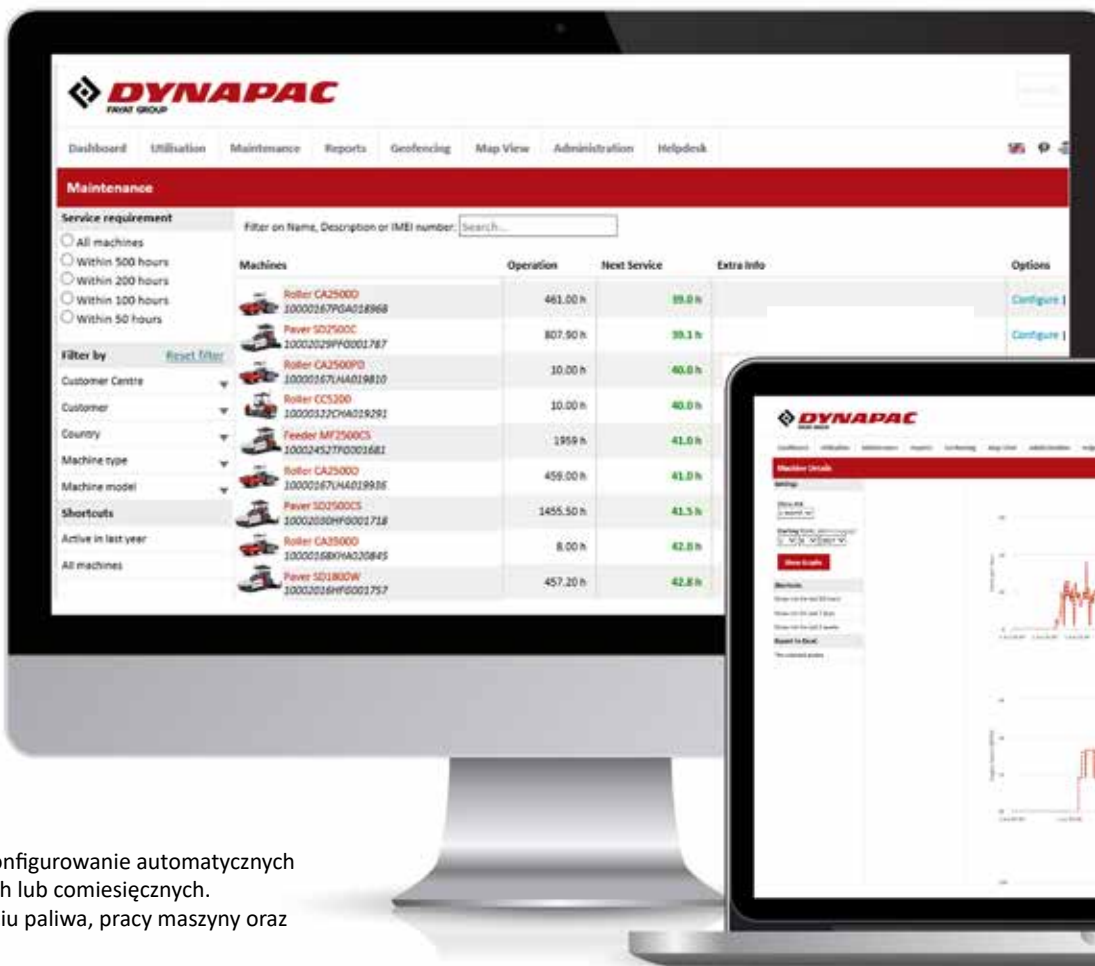 DYNAPAC
FAYAT GROUP
Dashboard Utilisation Maintenance Reports Geofencing Map View Administration Helpdesk
Maintenance
Service requirement
All machines
Within 500 hours
Within 200 hours
Within 100 hours
Within 50 hours
Filter by Reset filter
Customer Centre
Customer
Country
Machine type
Machine model
Shortcuts
Active in last year
All machines
Filter on Name, Description or IMEI number: Search...
Machines Operation Next Service Extra Info Options
Roller CA2500D 461.00 h 39.0 h Configure |
10000167PGA018968
Paver SD2500C 807.90 h 39.1 h Configure |
10002029PF0001787
Roller CA2500PD 10.00 h 40.0 h
10000167LHA019810
Roller CC5200 10.00 h 40.0 h
10000322CHA019291
Feeder MF2500CS 1959 h 41.0 h
Roller CA2500D 459.00 h 41.0 h
10000167LHA019936
Paver SD2500CS 1455.50 h 41.5 h
10002030HF0001718
Roller CA3500D 8.00 h 42.0 h
Paver SD1800W 457.20 h 42.8 h
10002016HF0001757
DYNAPAC
Machine Details
Settings
Show Graphs
Shortcuts
Export to Excel
onfigurowanie automatycznych
h lub comiesięcznych.
iu paliwa, pracy maszyny oraz